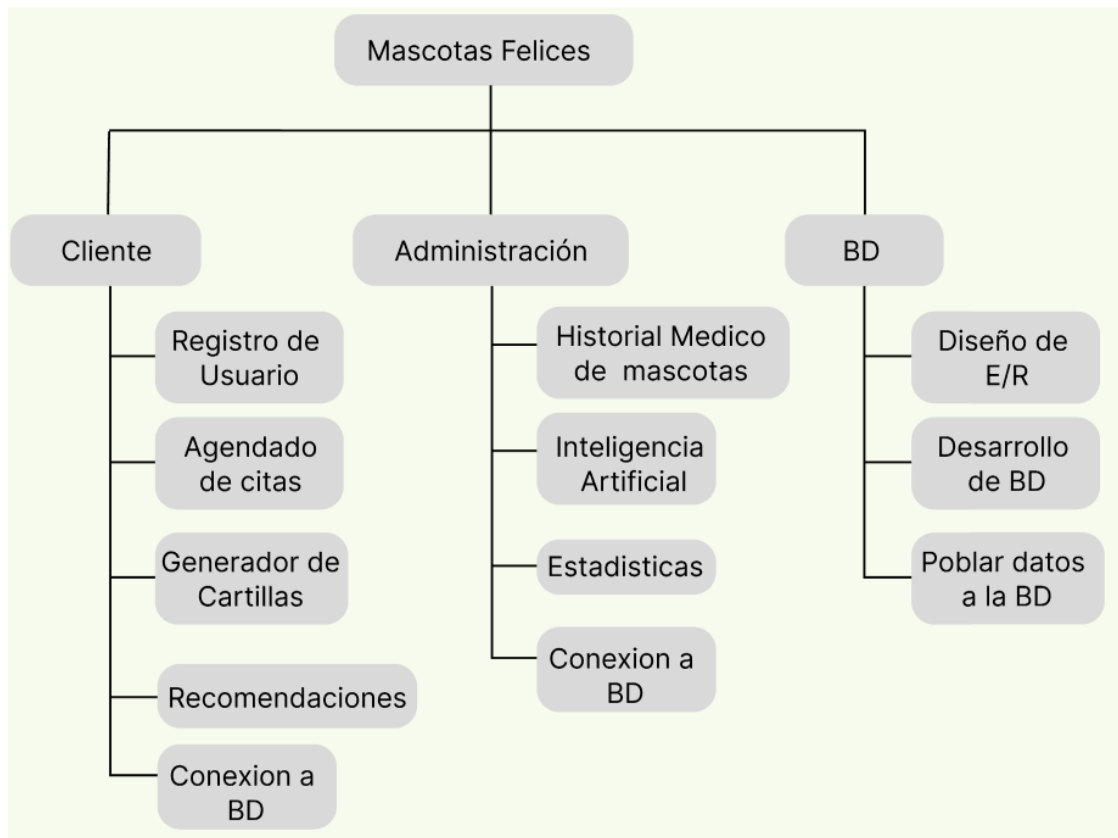 Mascotas Felices
Cliente
Administración
BD
Registro de
Usuario
Agendado
de citas
Generador de
Cartillas
Recomendaciones
Conexion a
BD
Historial Medico
de mascotas
Inteligencia
Artificial
Estadisticas
Conexion a
BD
Diseño de
E/R
Desarrollo
de BD
Poblar datos
a la BD